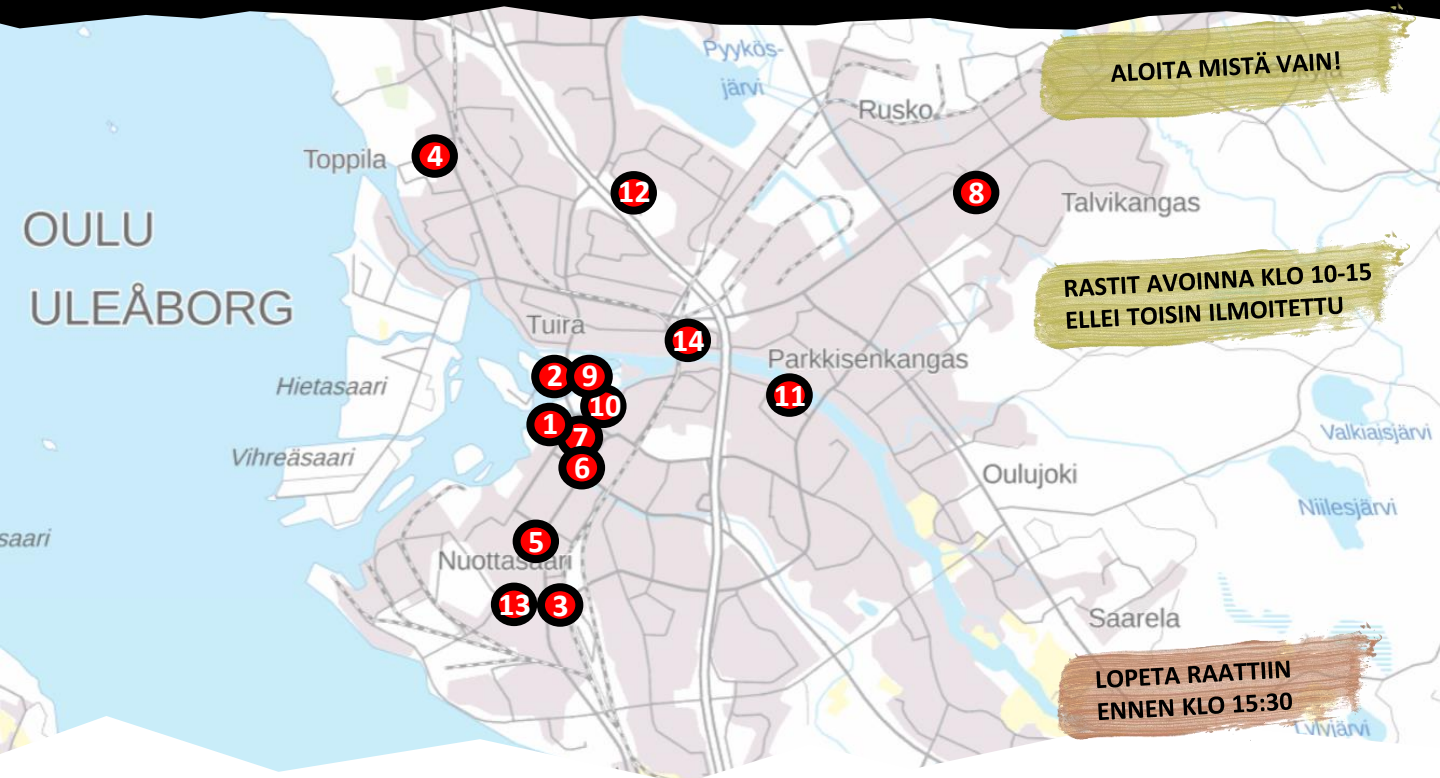 Pyykös-
järvi
ALOITA MISTÄ VAIN!
Rusko
Toppila
4
12
8
Talvikangas
OULU
ULEÅBORG
RASTIT AVOINNA KLO 10-15
ELLEI TOISIN ILMOITETTU
Tuira
14
Parkkisenkangas
2
9
Hietasaari
11
10
1
7
Valkiaisjärvi
Vihreäsaari
6
Oulujoki
Niilesjärvi
saari
5
Nuottasaari
13
3
Saarela
LOPETA RAATTIIN
ENNEN KLO 15:30